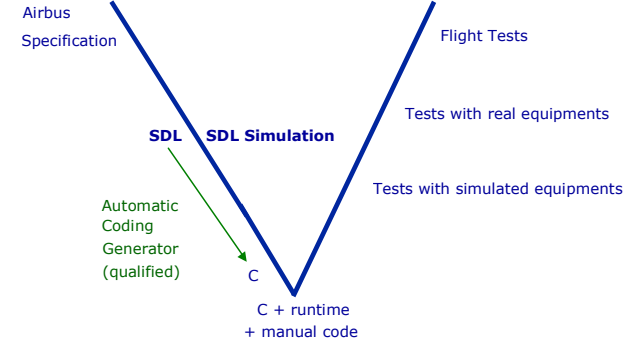 Airbus
Specification
Flight Tests
Tests with real equipments
SDL
SDL Simulation
Tests with simulated equipments
Automatic
Coding
Generator
(qualified)
C
C + runtime
+ manual code